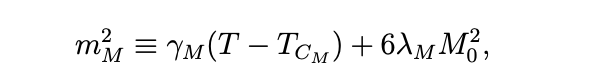 $m_M^2 \equiv \gamma_M (T - T_{C_M}) + 6\lambda_M M_0^2,$